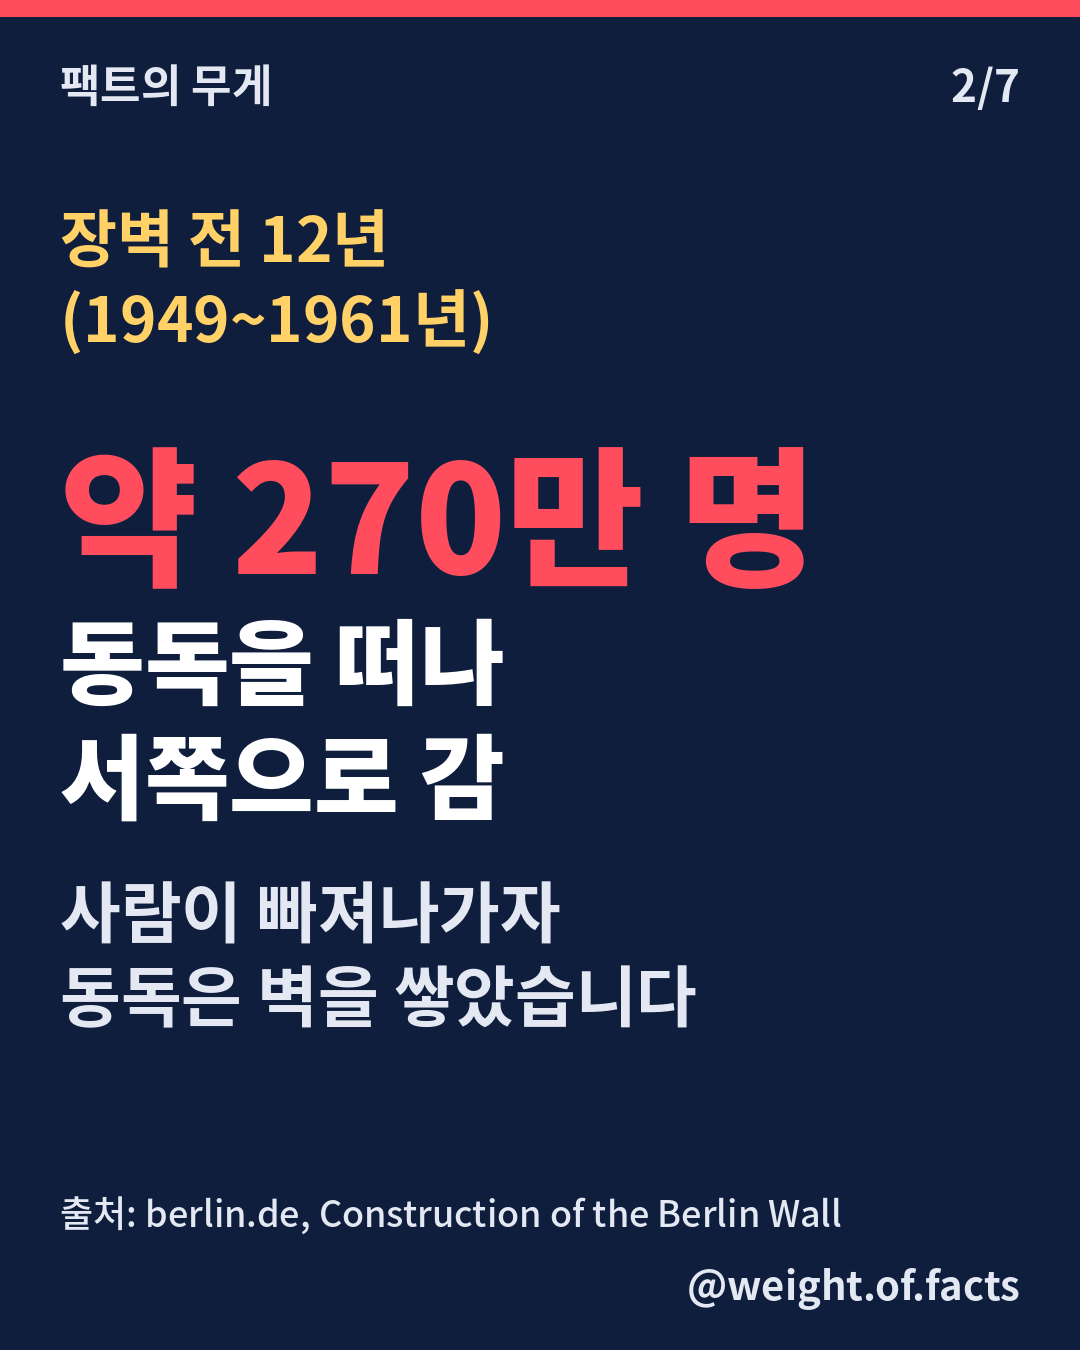 팩트의 무게
2/7
장벽 전 12년
(1949~1961년)
약 270만 명
동독을 떠나
서쪽으로 감
사람이 빠져나가자
동독은 벽을 쌓았습니다
출처: berlin.de, Construction of the Berlin Wall
@weight.of.facts